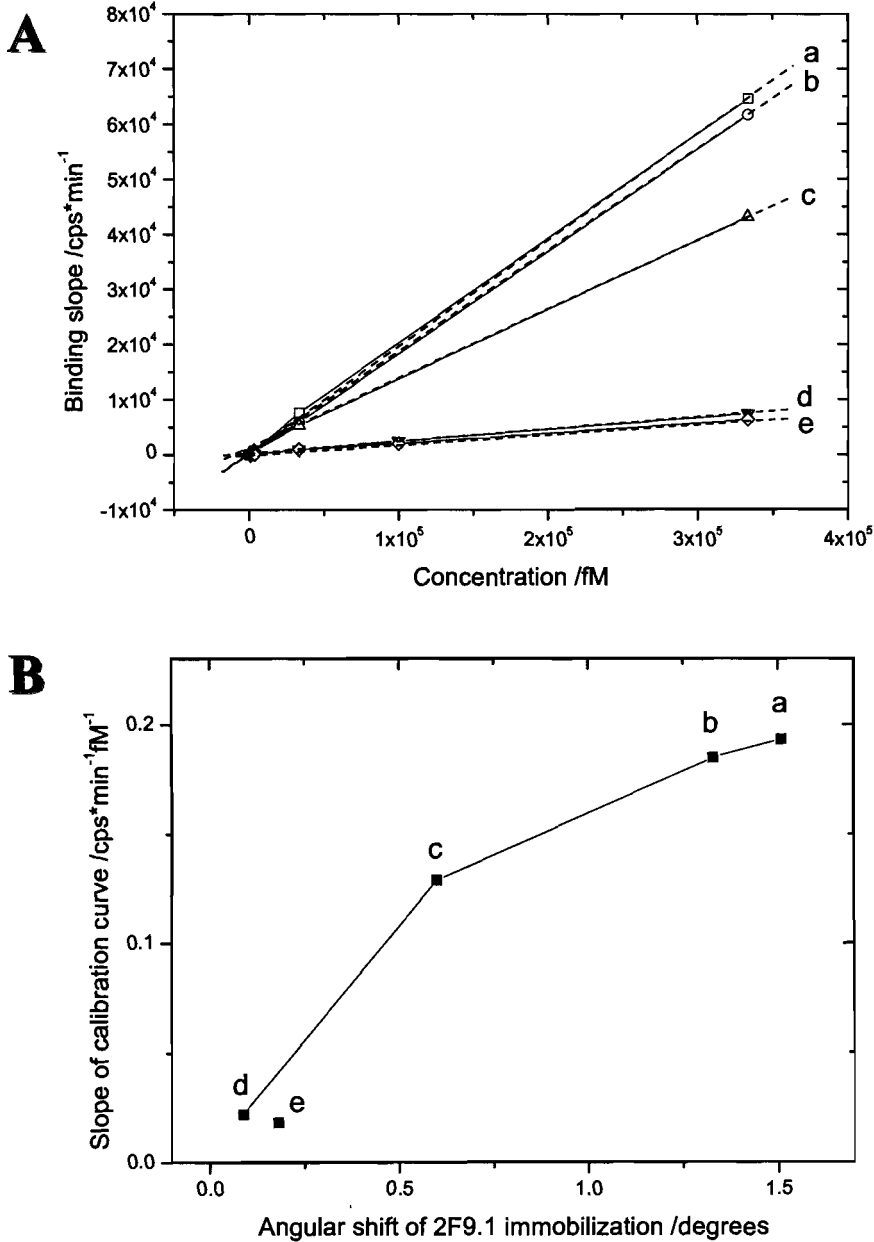 A
8x10⁴
7x10⁴
6x10⁴
5x10⁴
4x10⁴
3x10⁴
2x10⁴
1x10⁴
0
-1x10⁴
Binding slope /cps*min⁻¹
a
b
c
d
e
0
1x10⁵
2x10⁵
3x10⁵
4x10⁵
Concentration /fM
B
0.2
0.1
0.0
Slope of calibration curve /cps*min⁻¹fM⁻¹
a
b
c
d
e
0.0
0.5
1.0
1.5
Angular shift of 2F9.1 immobilization /degrees